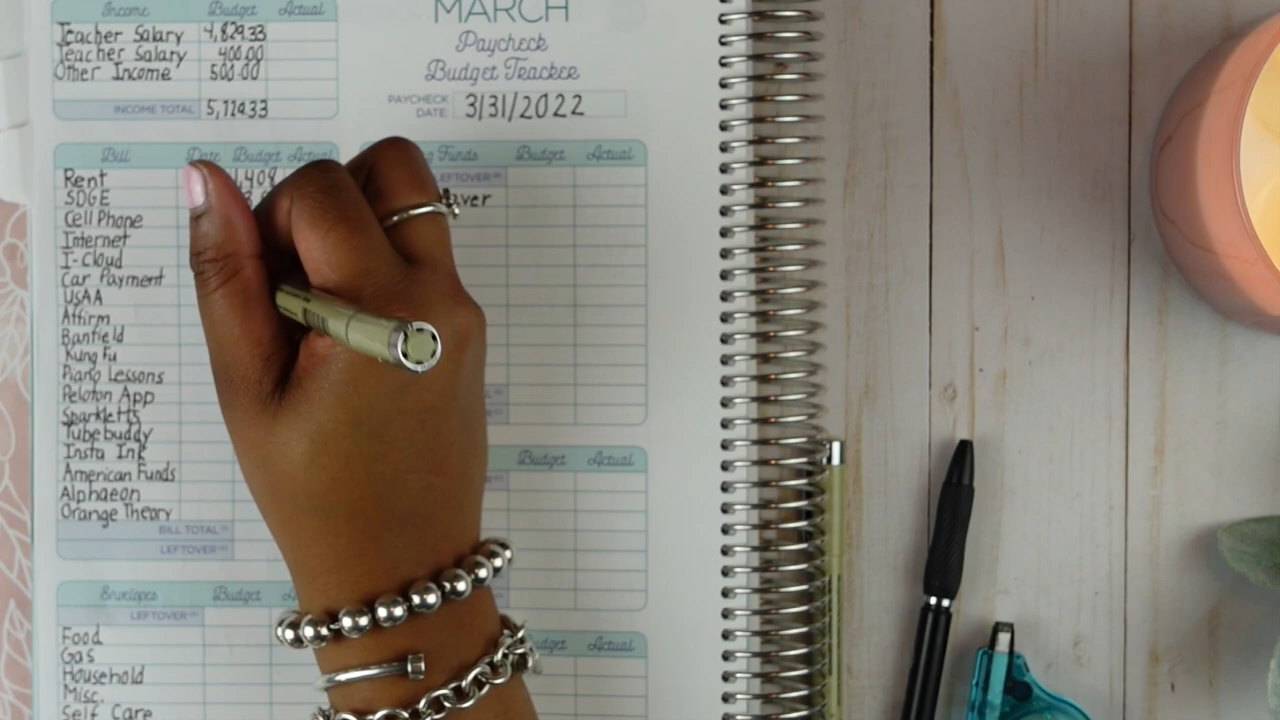 Income Budget Actual
Teacher Salary 4,829.33
Teacher Salary 400.00
Other Income 500.00
INCOME TOTAL 5,729.33
MARCH
Paycheck
Budget Tracker
PAYCHECK DATE: 3/31/2022
Bill Date Budget Actual
Rent 1,408
SDGE
Cell Phone
Internet
I-Cloud
Car Payment
USAA
Affirm
Banfield
Kung Fu
Piano Lessons
Peloton App
Sparkletts
Tubebuddy
Insta Ink
American Funds
Alphaeon
Orange Theory
BILL TOTAL
LEFTOVER
Envelopes Budget
LEFTOVER
Food
Gas
Household
Misc.
Self Care
Funds Budget Actual
LEFTOVER
Budget Actual
Budget Actual